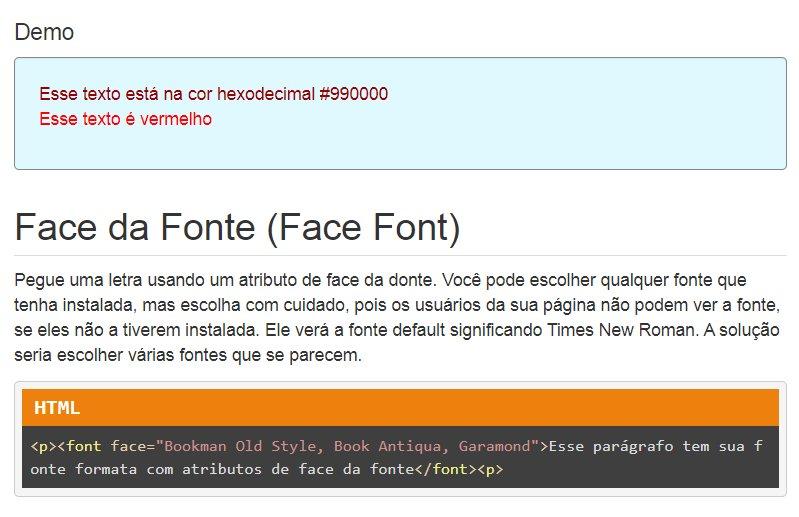 Demo
Esse texto está na cor hexodecimal #990000
Esse texto é vermelho
Face da Fonte (Face Font)
Pegue uma letra usando um atributo de face da donte. Você pode escolher qualquer fonte que
tenha instalada, mas escolha com cuidado, pois os usuários da sua página não podem ver a fonte,
se eles não a tiverem instalada. Ele verá a fonte default significando Times New Roman. A solução
seria escolher várias fontes que se parecem.
HTML
<p><font face="Bookman Old Style, Book Antiqua, Garamond">Esse parágrafo tem sua f
onte formata com atributos de face da fonte</font><p>